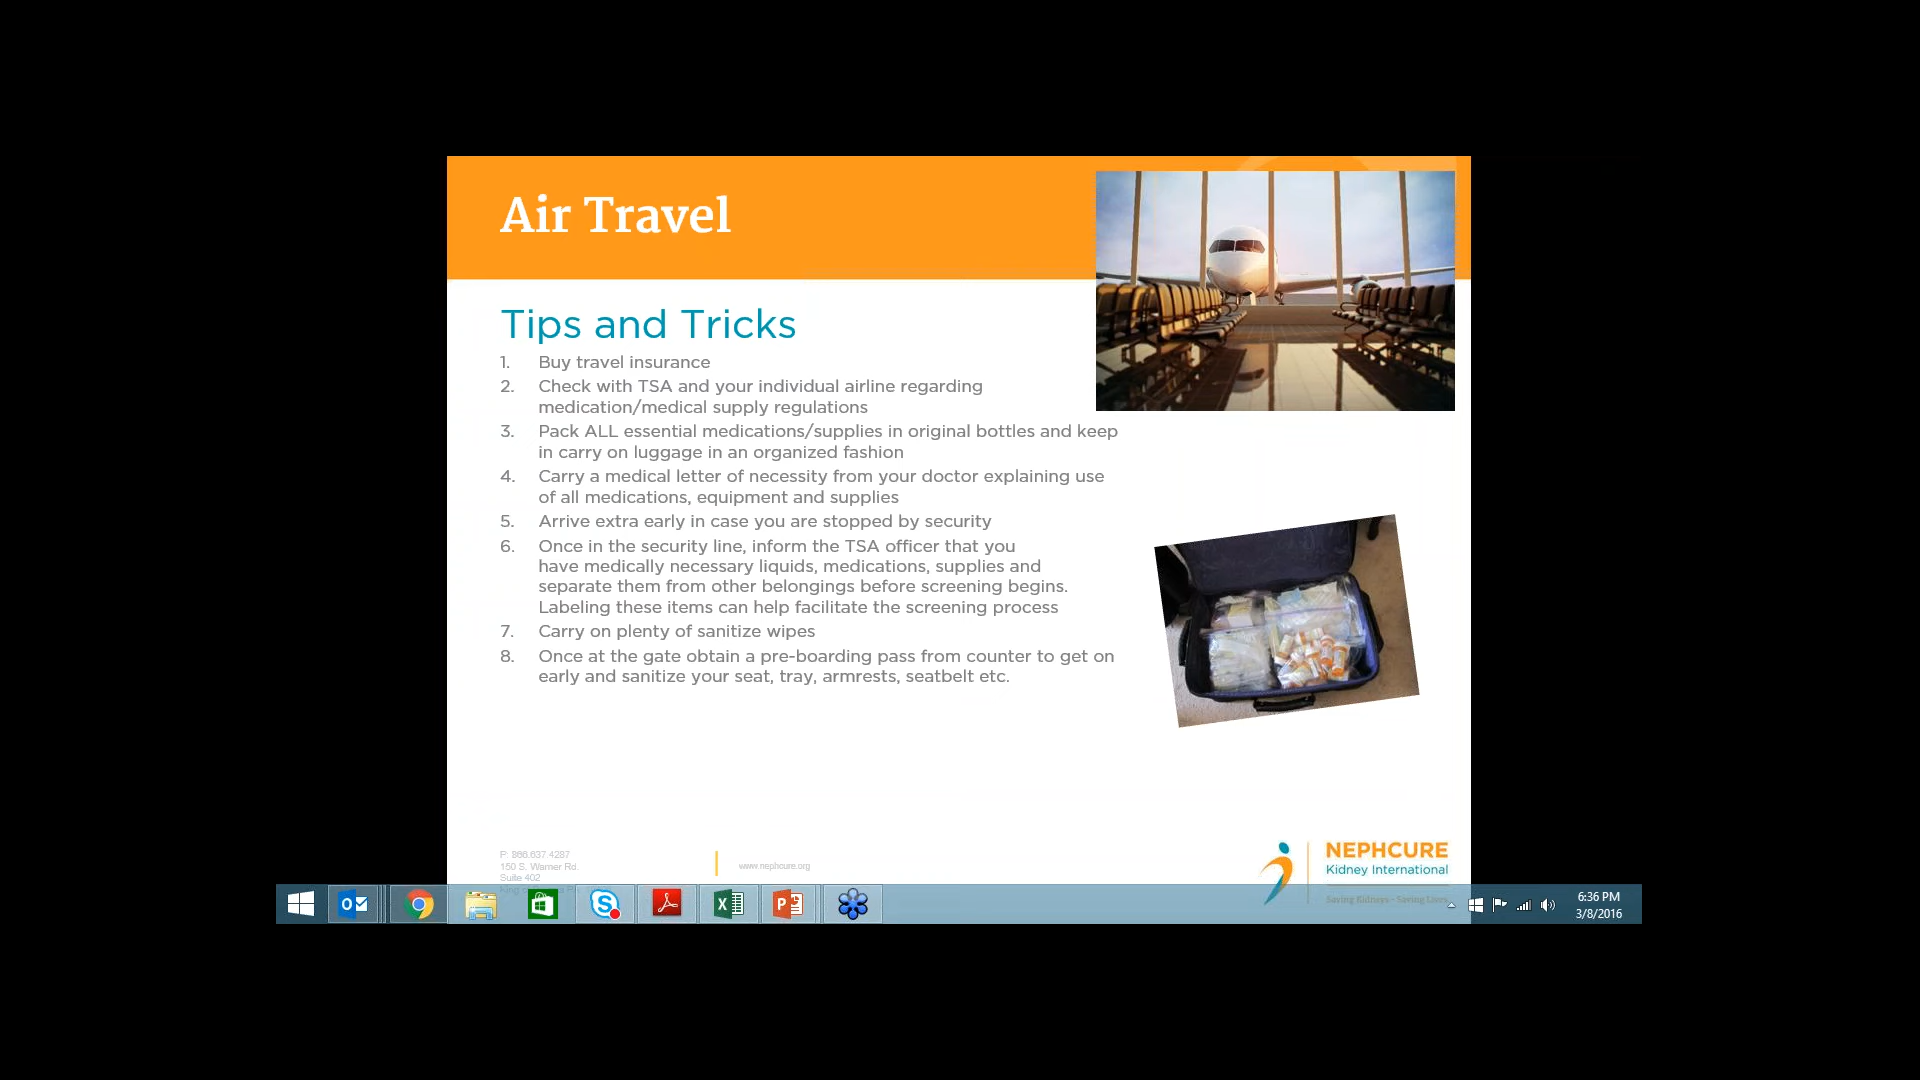 Air Travel
Tips and Tricks
1. Buy travel insurance
2. Check with TSA and your individual airline regarding
medication/medical supply regulations
3. Pack ALL essential medications/supplies in original bottles and keep
in carry on luggage in an organized fashion
4. Carry a medical letter of necessity from your doctor explaining use
of all medications, equipment and supplies
5. Arrive extra early in case you are stopped by security
6. Once in the security line, inform the TSA officer that you
have medically necessary liquids, medications, supplies and
separate them from other belongings before screening begins.
Labeling these items can help facilitate the screening process
7. Carry on plenty of sanitize wipes
8. Once at the gate obtain a pre-boarding pass from counter to get on
early and sanitize your seat, tray, armrests, seatbelt etc.
P: 866.637.4287
150 S. Warner Rd.
Suite 402
www.nephcure.org
NEPHCURE
Kidney International
Saving Kidneys - Saving Lives
6:36 PM
3/8/2016